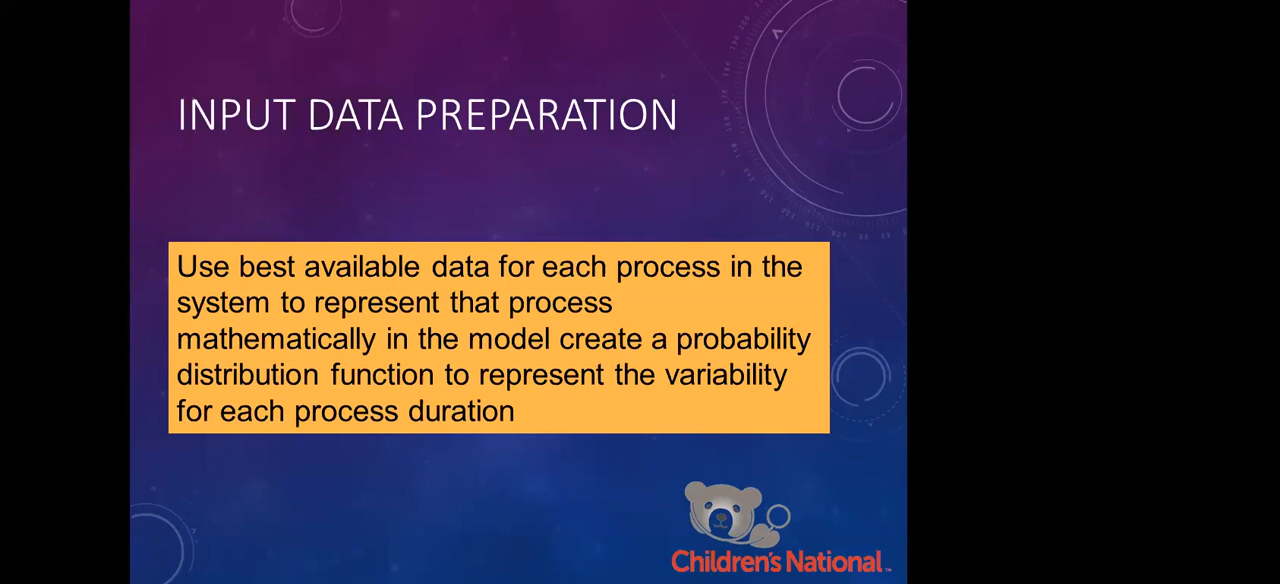 INPUT DATA PREPARATION
Use best available data for each process in the
system to represent that process
mathematically in the model create a probability
distribution function to represent the variability
for each process duration
Children's National™